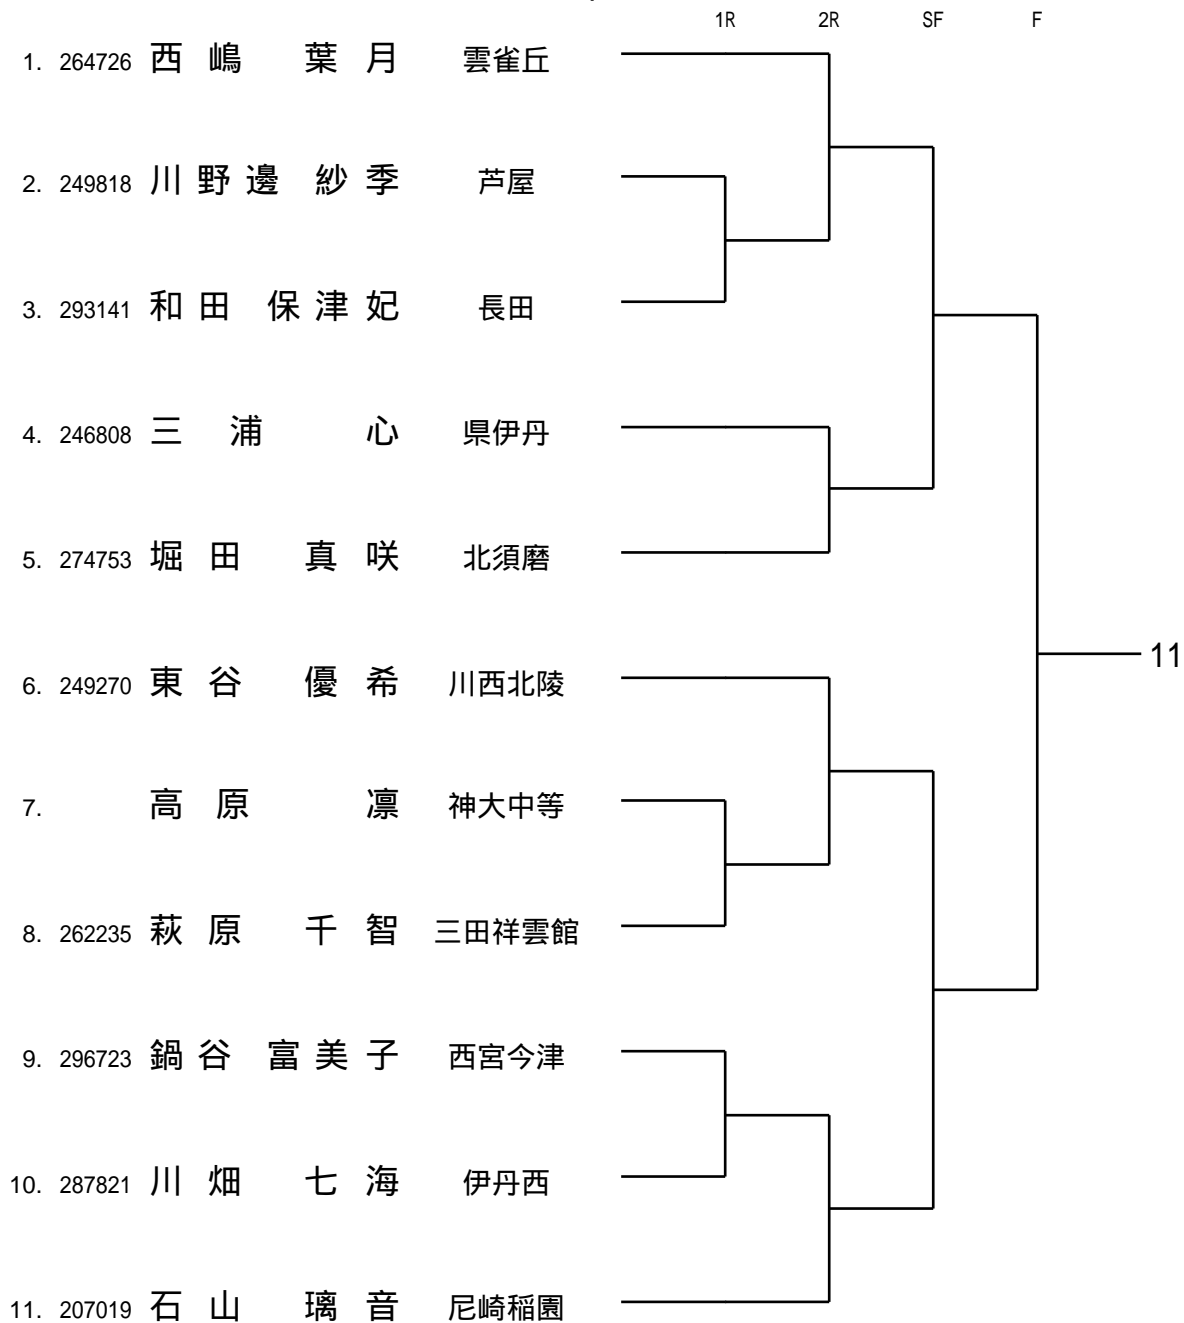 1R 2R SF F
1. 264726 西嶋 葉月 雲雀丘
2. 249818 川野邊 紗季 芦屋
3. 293141 和田 保津妃 長田
4. 246808 三浦 心 県伊丹
5. 274753 堀田 真咲 北須磨
11
6. 249270 東谷 優希 川西北陵
7. 高原 凛 神大中等
8. 262235 萩原 千智 三田祥雲館
9. 296723 鍋谷 富美子 西宮今津
10. 287821 川畑 七海 伊丹西
11. 207019 石山 璃音 尼崎稲園